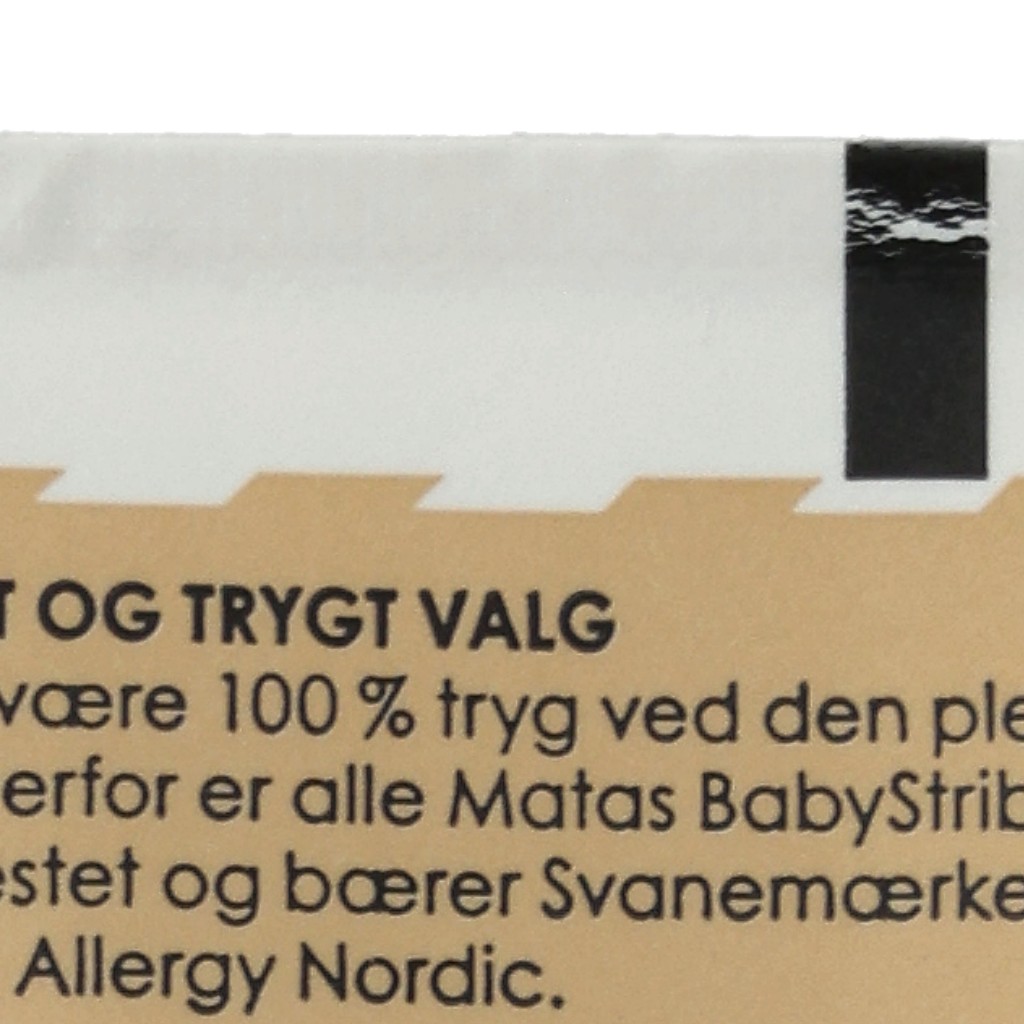 T OG TRYGT VALG
være 100 % tryg ved den ple
erfor er alle Matas BabyStrib
estet og bærer Svanemærke
Allergy Nordic.